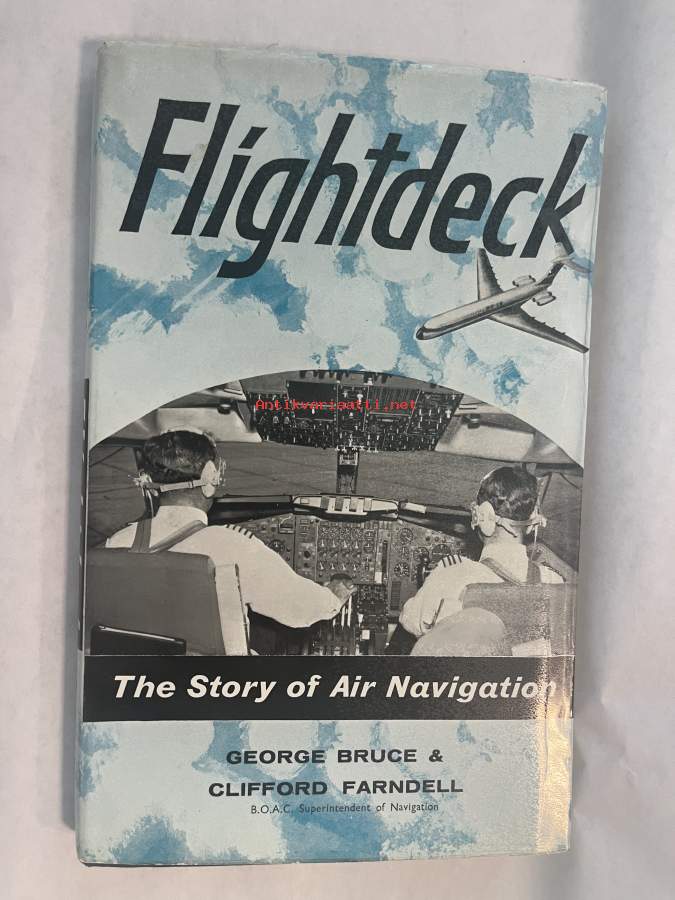 Flightdeck
Antikvariaatti.net
The Story of Air Navigation
GEORGE BRUCE &
CLIFFORD FARNDELL
B.O.A.C. Superintendent of Navigation